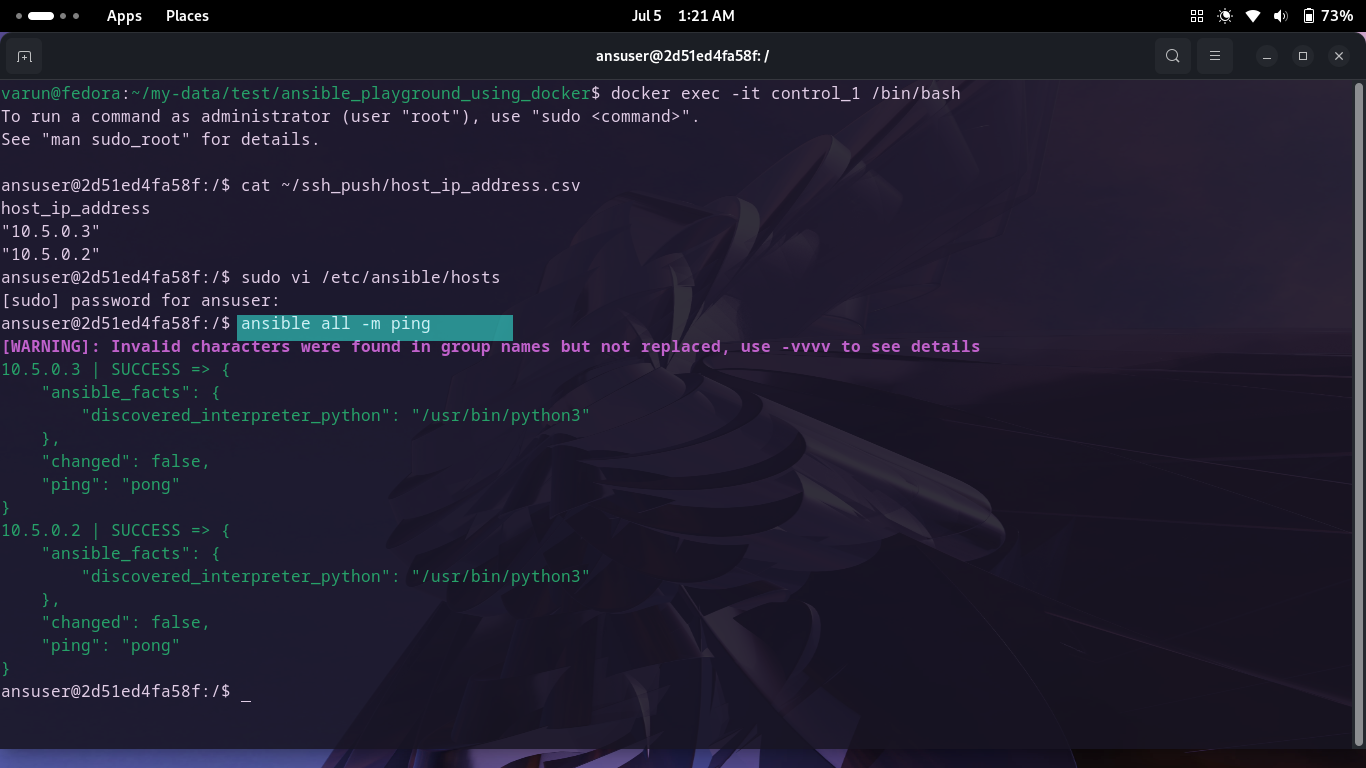 Apps Places Jul 5 1:21 AM 73%
ansuser@2d51ed4fa58f: /
varun@fedora:~/my-data/test/ansible_playground_using_docker$ docker exec -it control_1 /bin/bash
To run a command as administrator (user "root"), use "sudo <command>".
See "man sudo_root" for details.
ansuser@2d51ed4fa58f:/$ cat ~/ssh_push/host_ip_address.csv
host_ip_address
"10.5.0.3"
"10.5.0.2"
ansuser@2d51ed4fa58f:/$ sudo vi /etc/ansible/hosts
[sudo] password for ansuser:
ansuser@2d51ed4fa58f:/$ ansible all -m ping
[WARNING]: Invalid characters were found in group names but not replaced, use -vvvv to see details
10.5.0.3 | SUCCESS => {
    "ansible_facts": {
        "discovered_interpreter_python": "/usr/bin/python3"
    },
    "changed": false,
    "ping": "pong"
}
10.5.0.2 | SUCCESS => {
    "ansible_facts": {
        "discovered_interpreter_python": "/usr/bin/python3"
    },
    "changed": false,
    "ping": "pong"
}
ansuser@2d51ed4fa58f:/$ _